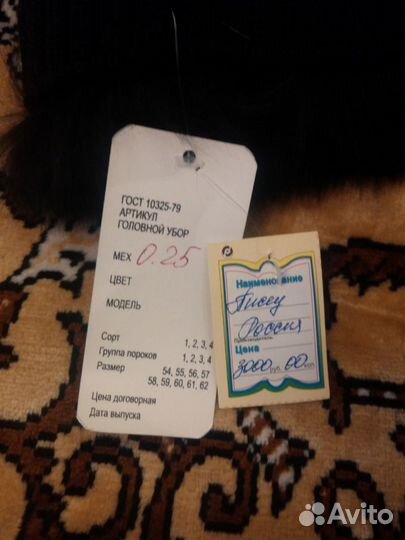 ГОСТ 10325-79
АРТИКУЛ
ГОЛОВНОЙ УБОР
МЕХ 0.25
ЦВЕТ
МОДЕЛЬ
Сорт 1, 2, 3, 4
Группа пороков 1, 2, 3, 4
Размер 54, 55, 56, 57
58, 59, 60, 61, 62
Цена договорная
Дата выпуска
Наименование
Россия
Производитель
Цена
3000 руб. 00 коп.
Avito